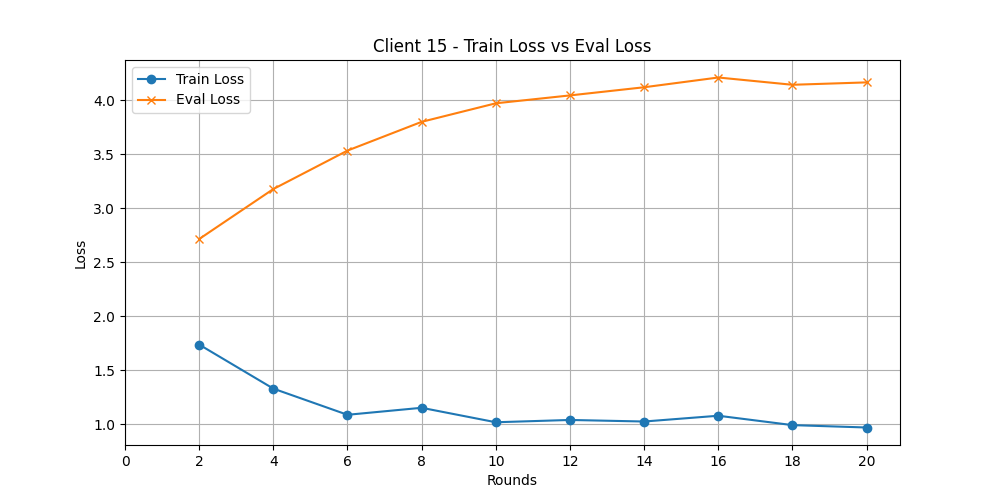 Client 15 - Train Loss vs Eval Loss
Train Loss
Eval Loss
4.0
3.5
3.0
2.5
2.0
1.5
1.0
Loss
0 2 4 6 8 10 12 14 16 18 20
Rounds